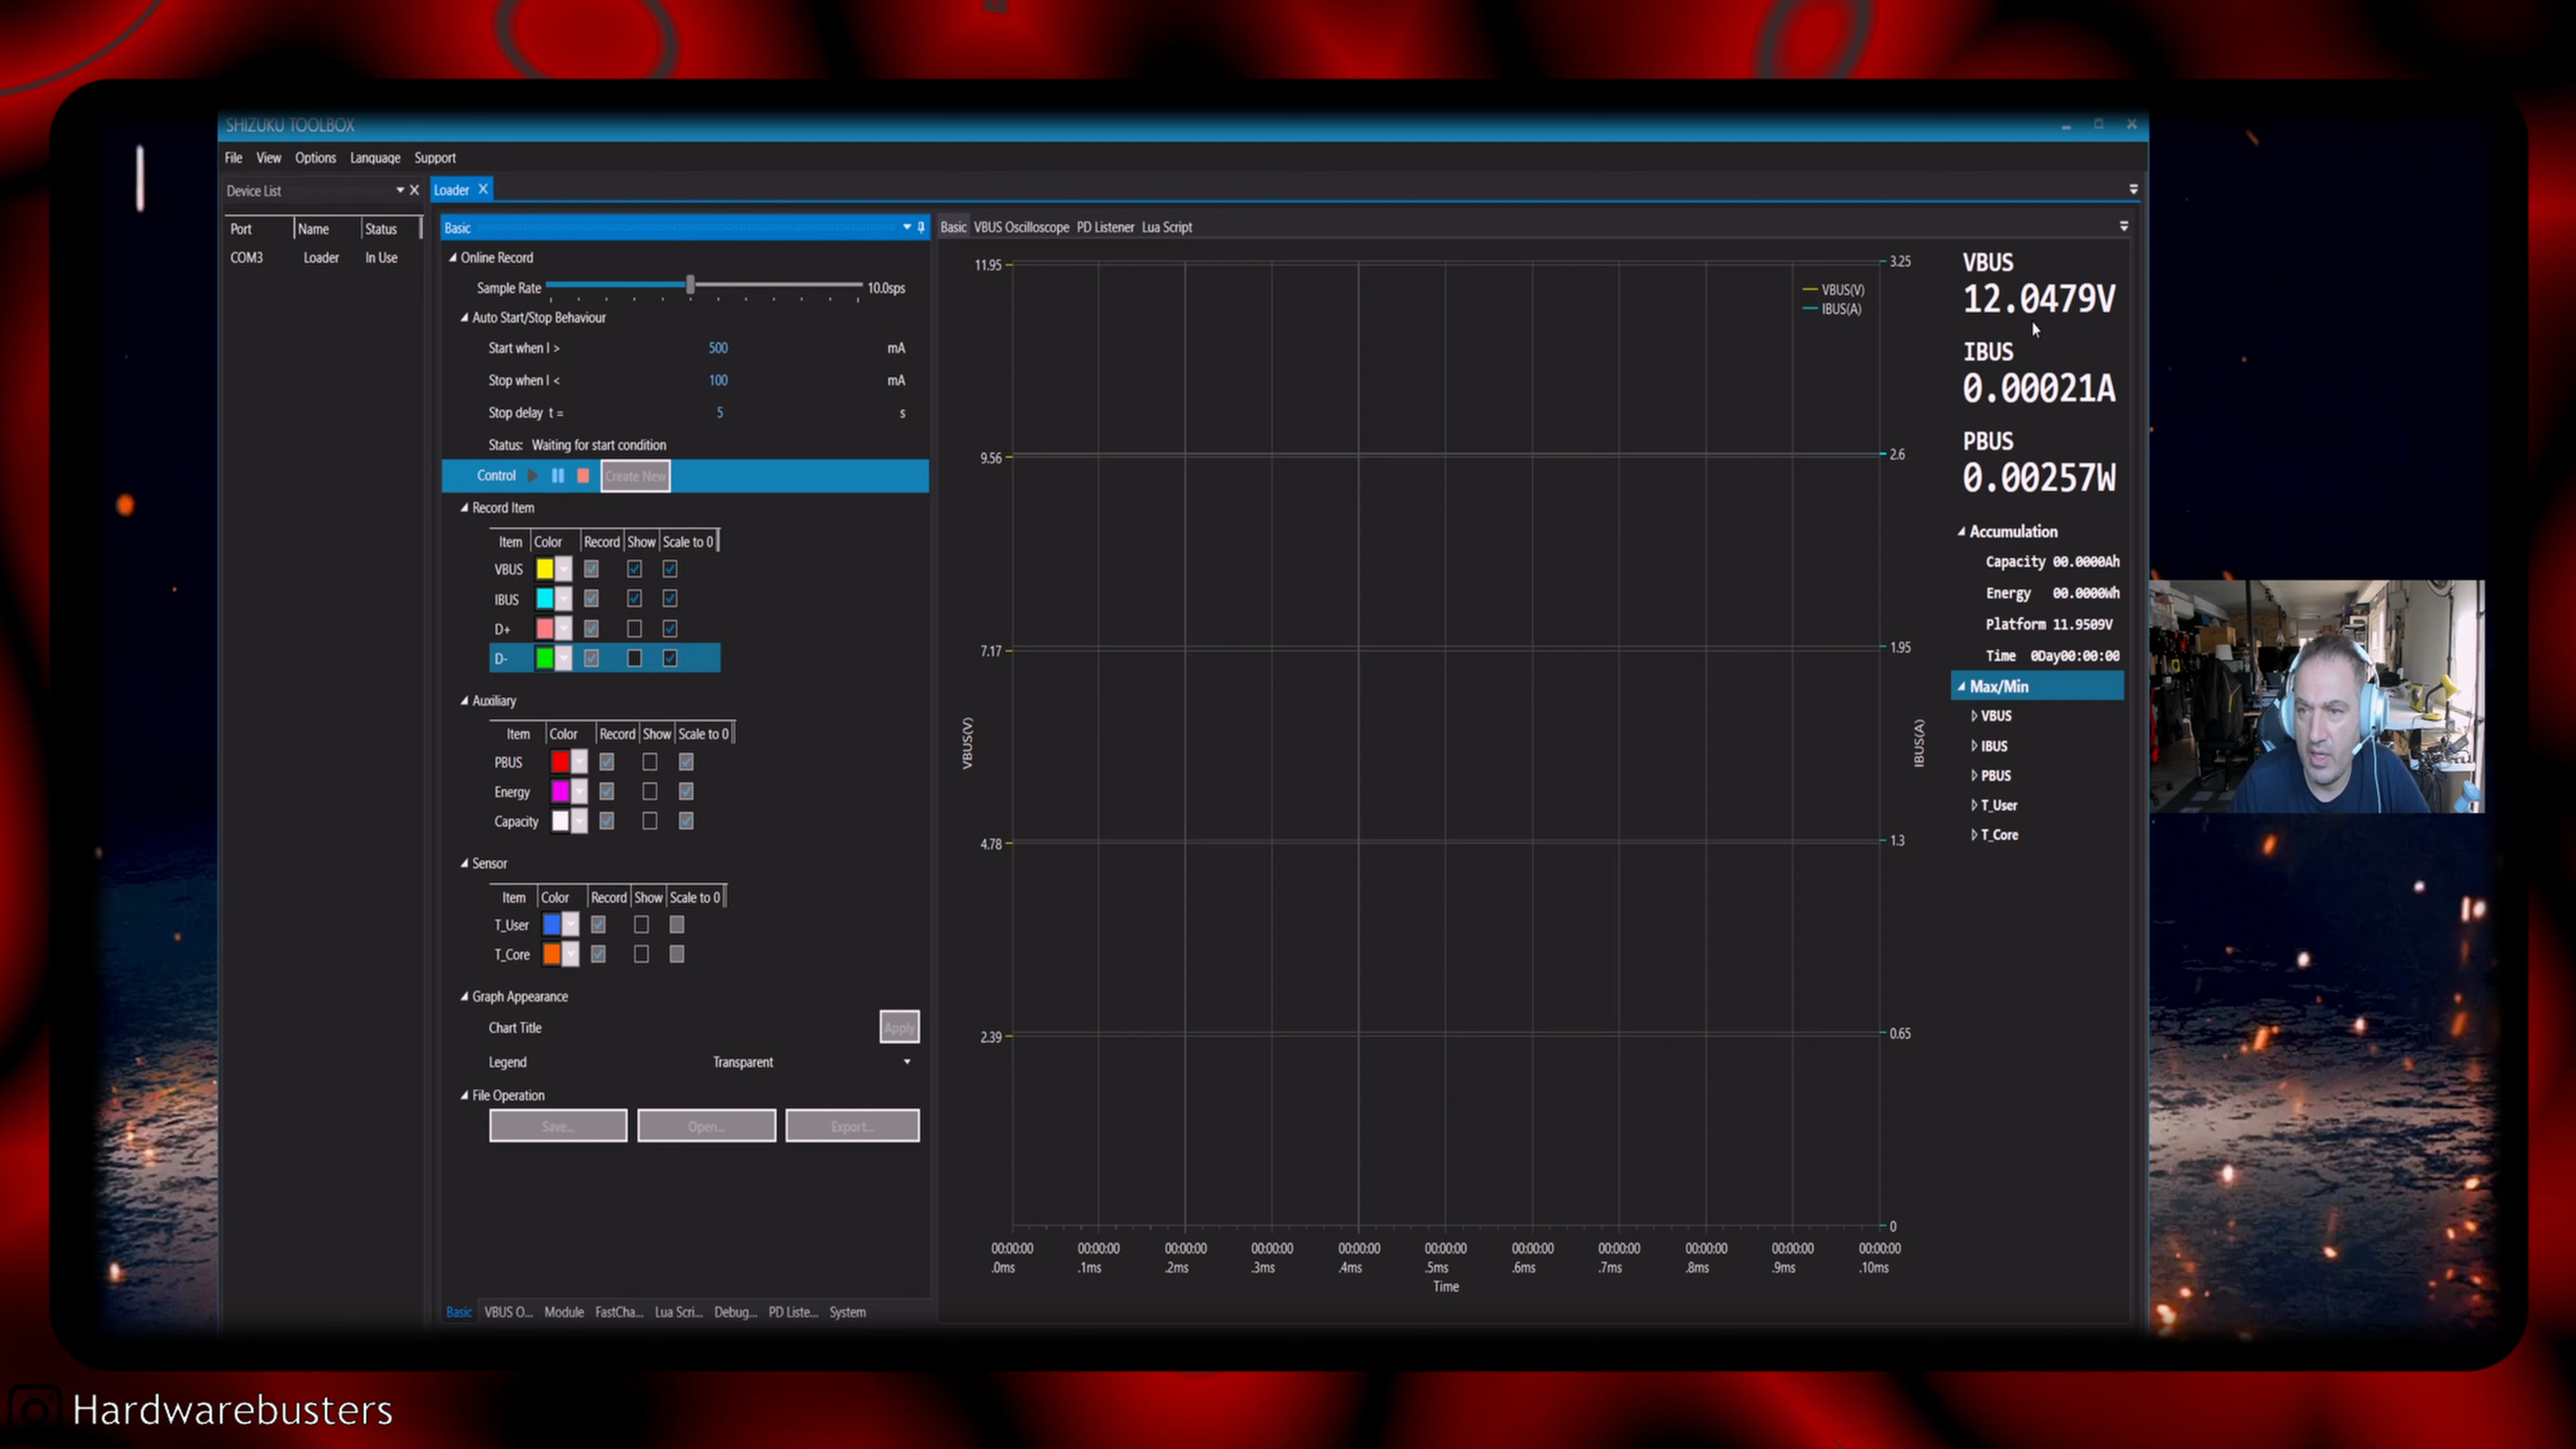 SHIZUKU TOOLBOX
File View Options Language Support
Device List
Port Name Status
COM3 Loader In Use
Loader
Basic
Online Record
Sample Rate 10.0sps
Auto Start/Stop Behaviour
Start when I > 500 mA
Stop when I < 100 mA
Stop delay t = 5 s
Status: Waiting for start condition
Control Create New
Record Item
Item Color Record Show Scale to 0
VBUS
IBUS
D+
D-
Auxiliary
Item Color Record Show Scale to 0
PBUS
Energy
Capacity
Sensor
Item Color Record Show Scale to 0
T_User
T_Core
Graph Appearance
Chart Title Apply
Legend Transparent
File Operation
Save... Open... Export...
Basic VBUS O... Module FastCha... Lua Scri... Debug... PD Liste... System
Basic VBUS Oscilloscope PD Listener Lua Script
11.95
9.56
7.17
4.78
2.39
VBUS(V)
VBUS(V)
IBUS(A)
3.25
2.6
1.95
1.3
0.65
0
IBUS(A)
00:00:00 00:00:00 00:00:00 00:00:00 00:00:00 00:00:00 00:00:00 00:00:00 00:00:00 00:00:00 00:00:00
.0ms .1ms .2ms .3ms .4ms .5ms .6ms .7ms .8ms .9ms .10ms
Time
VBUS
12.0479V
IBUS
0.00021A
PBUS
0.00257W
Accumulation
Capacity 00.0000Ah
Energy 00.0000Wh
Platform 11.9509V
Time 0Day00:00:00
Max/Min
VBUS
IBUS
PBUS
T_User
T_Core
Hardwarebusters